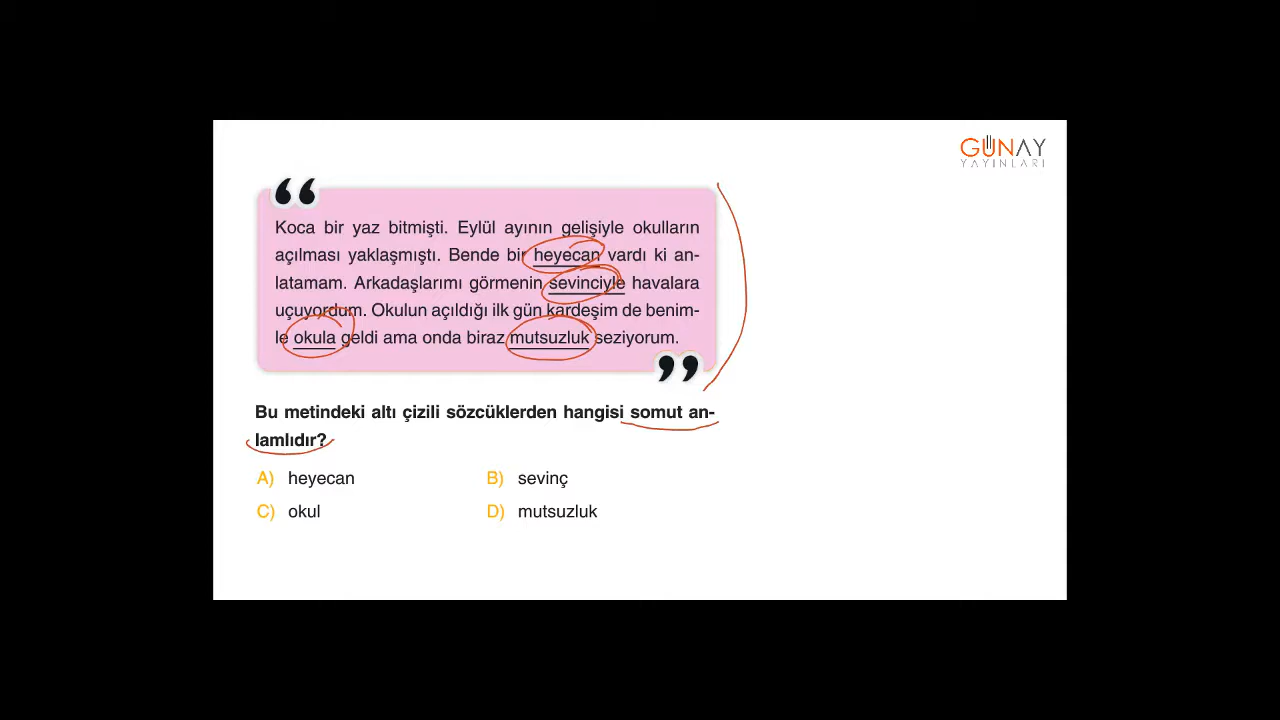 GÜNAY
YAYINLARI
Koca bir yaz bitmişti. Eylül ayının gelişiyle okulların
açılması yaklaşmıştı. Bende bir heyecan vardı ki an-
latamam. Arkadaşlarımı görmenin sevinciyle havalara
uçuyordum. Okulun açıldığı ilk gün kardeşim de benim-
le okula geldi ama onda biraz mutsuzluk seziyorum.
Bu metindeki altı çizili sözcüklerden hangisi somut an-
lamlıdır?
A) heyecan B) sevinç
C) okul D) mutsuzluk